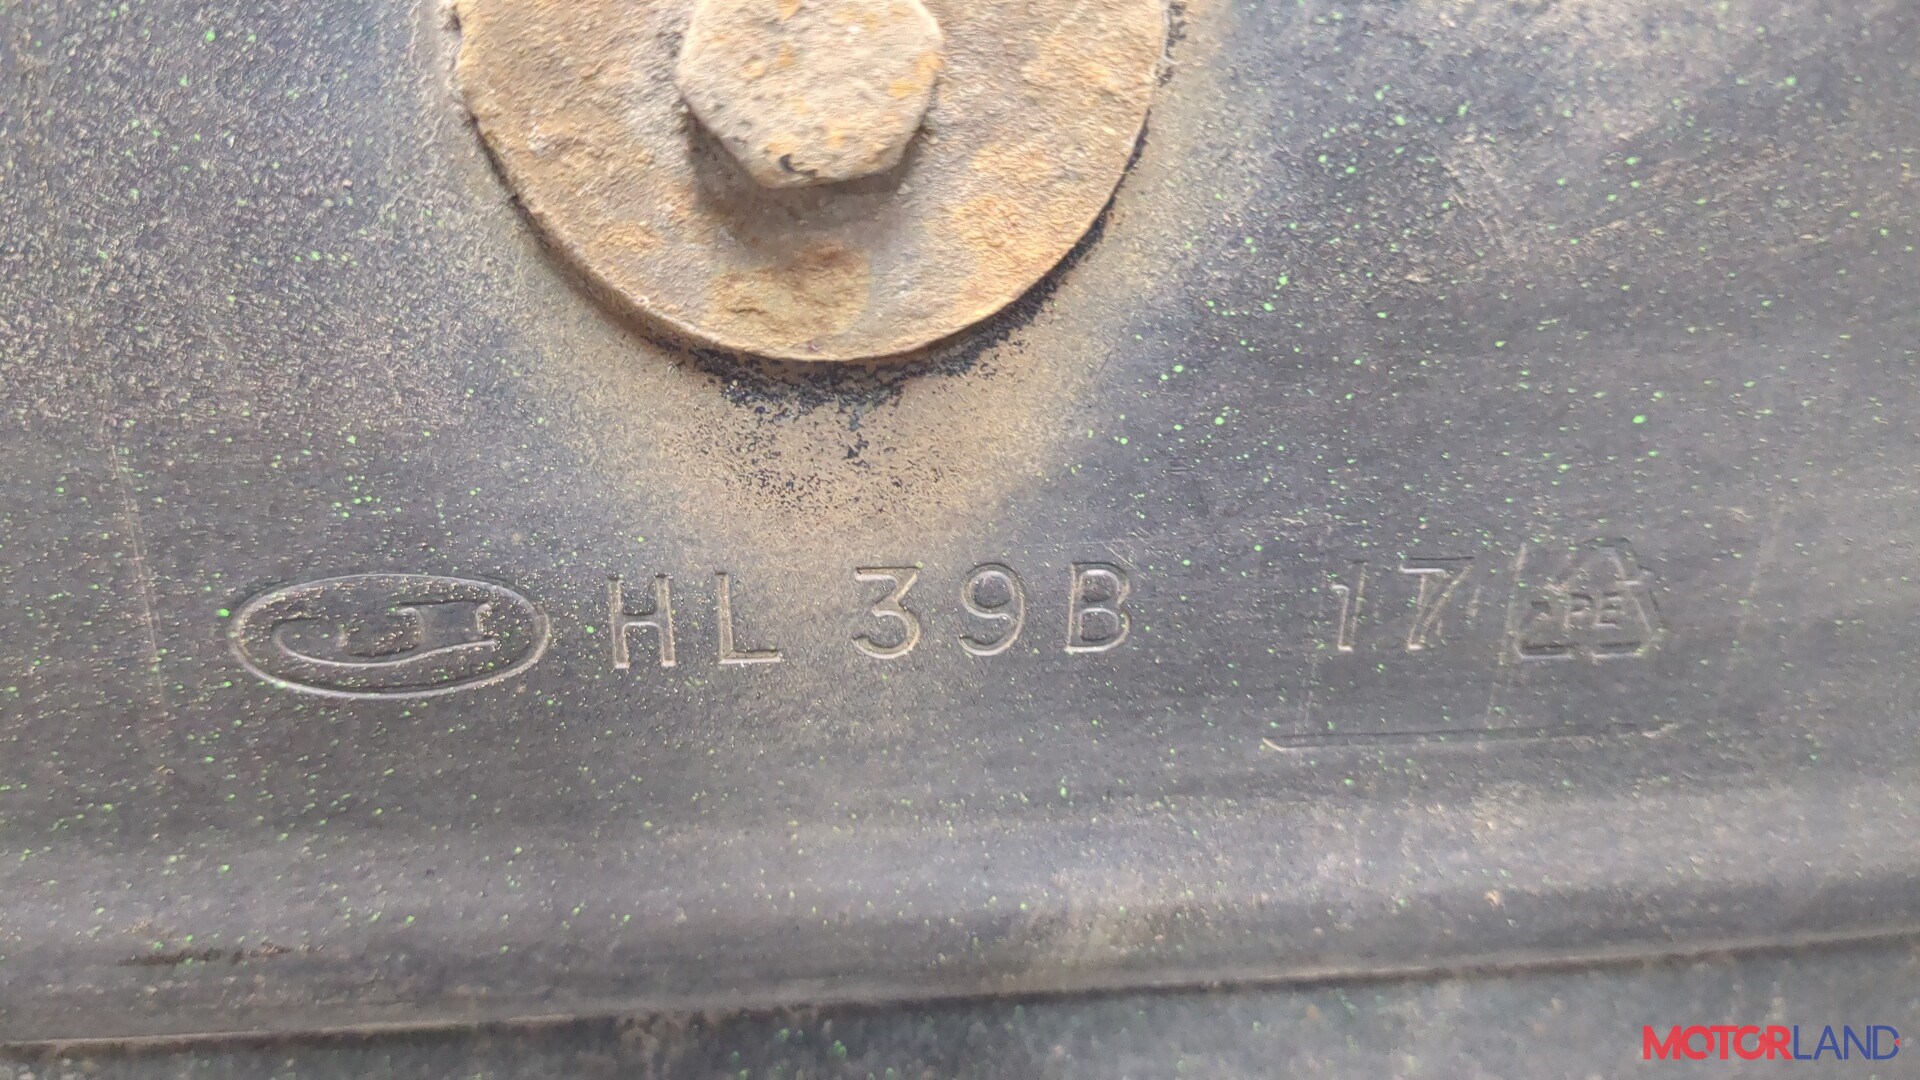 HL 39B 17 PE
MOTORLAND